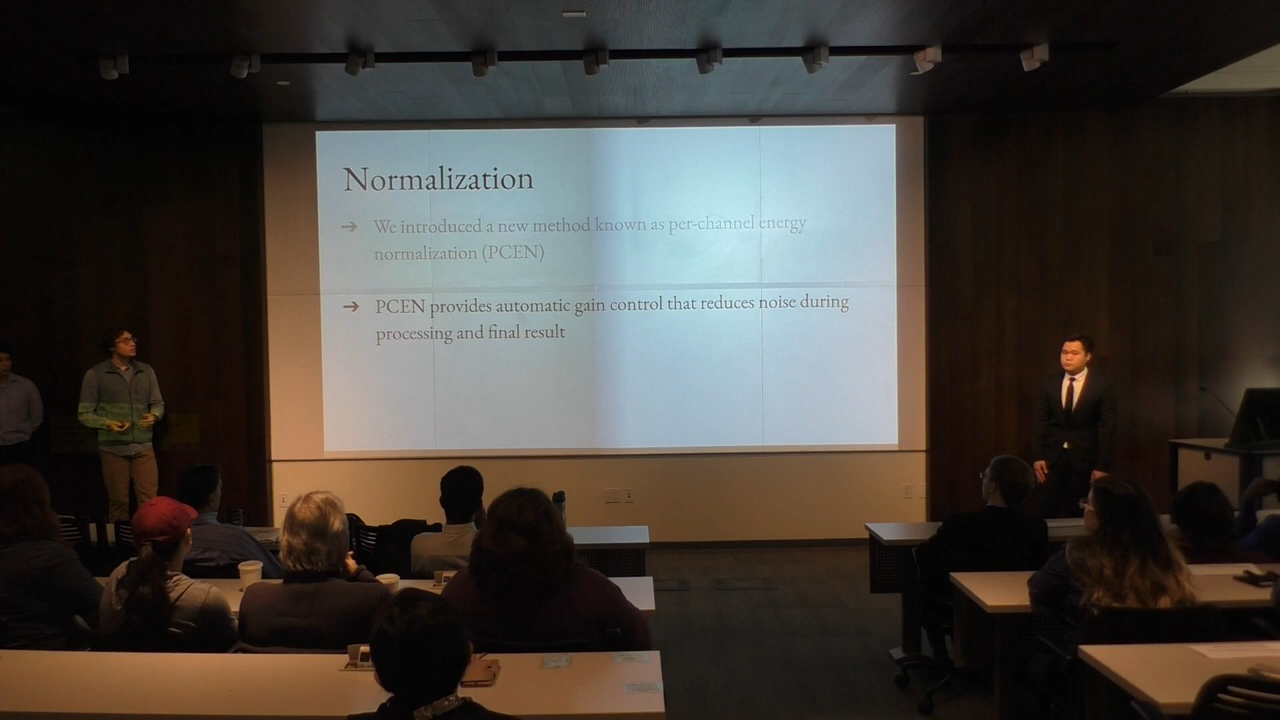 Normalization
➔ We introduced a new method known as per-channel energy
normalization (PCEN)
➔ PCEN provides automatic gain control that reduces noise during
processing and final result